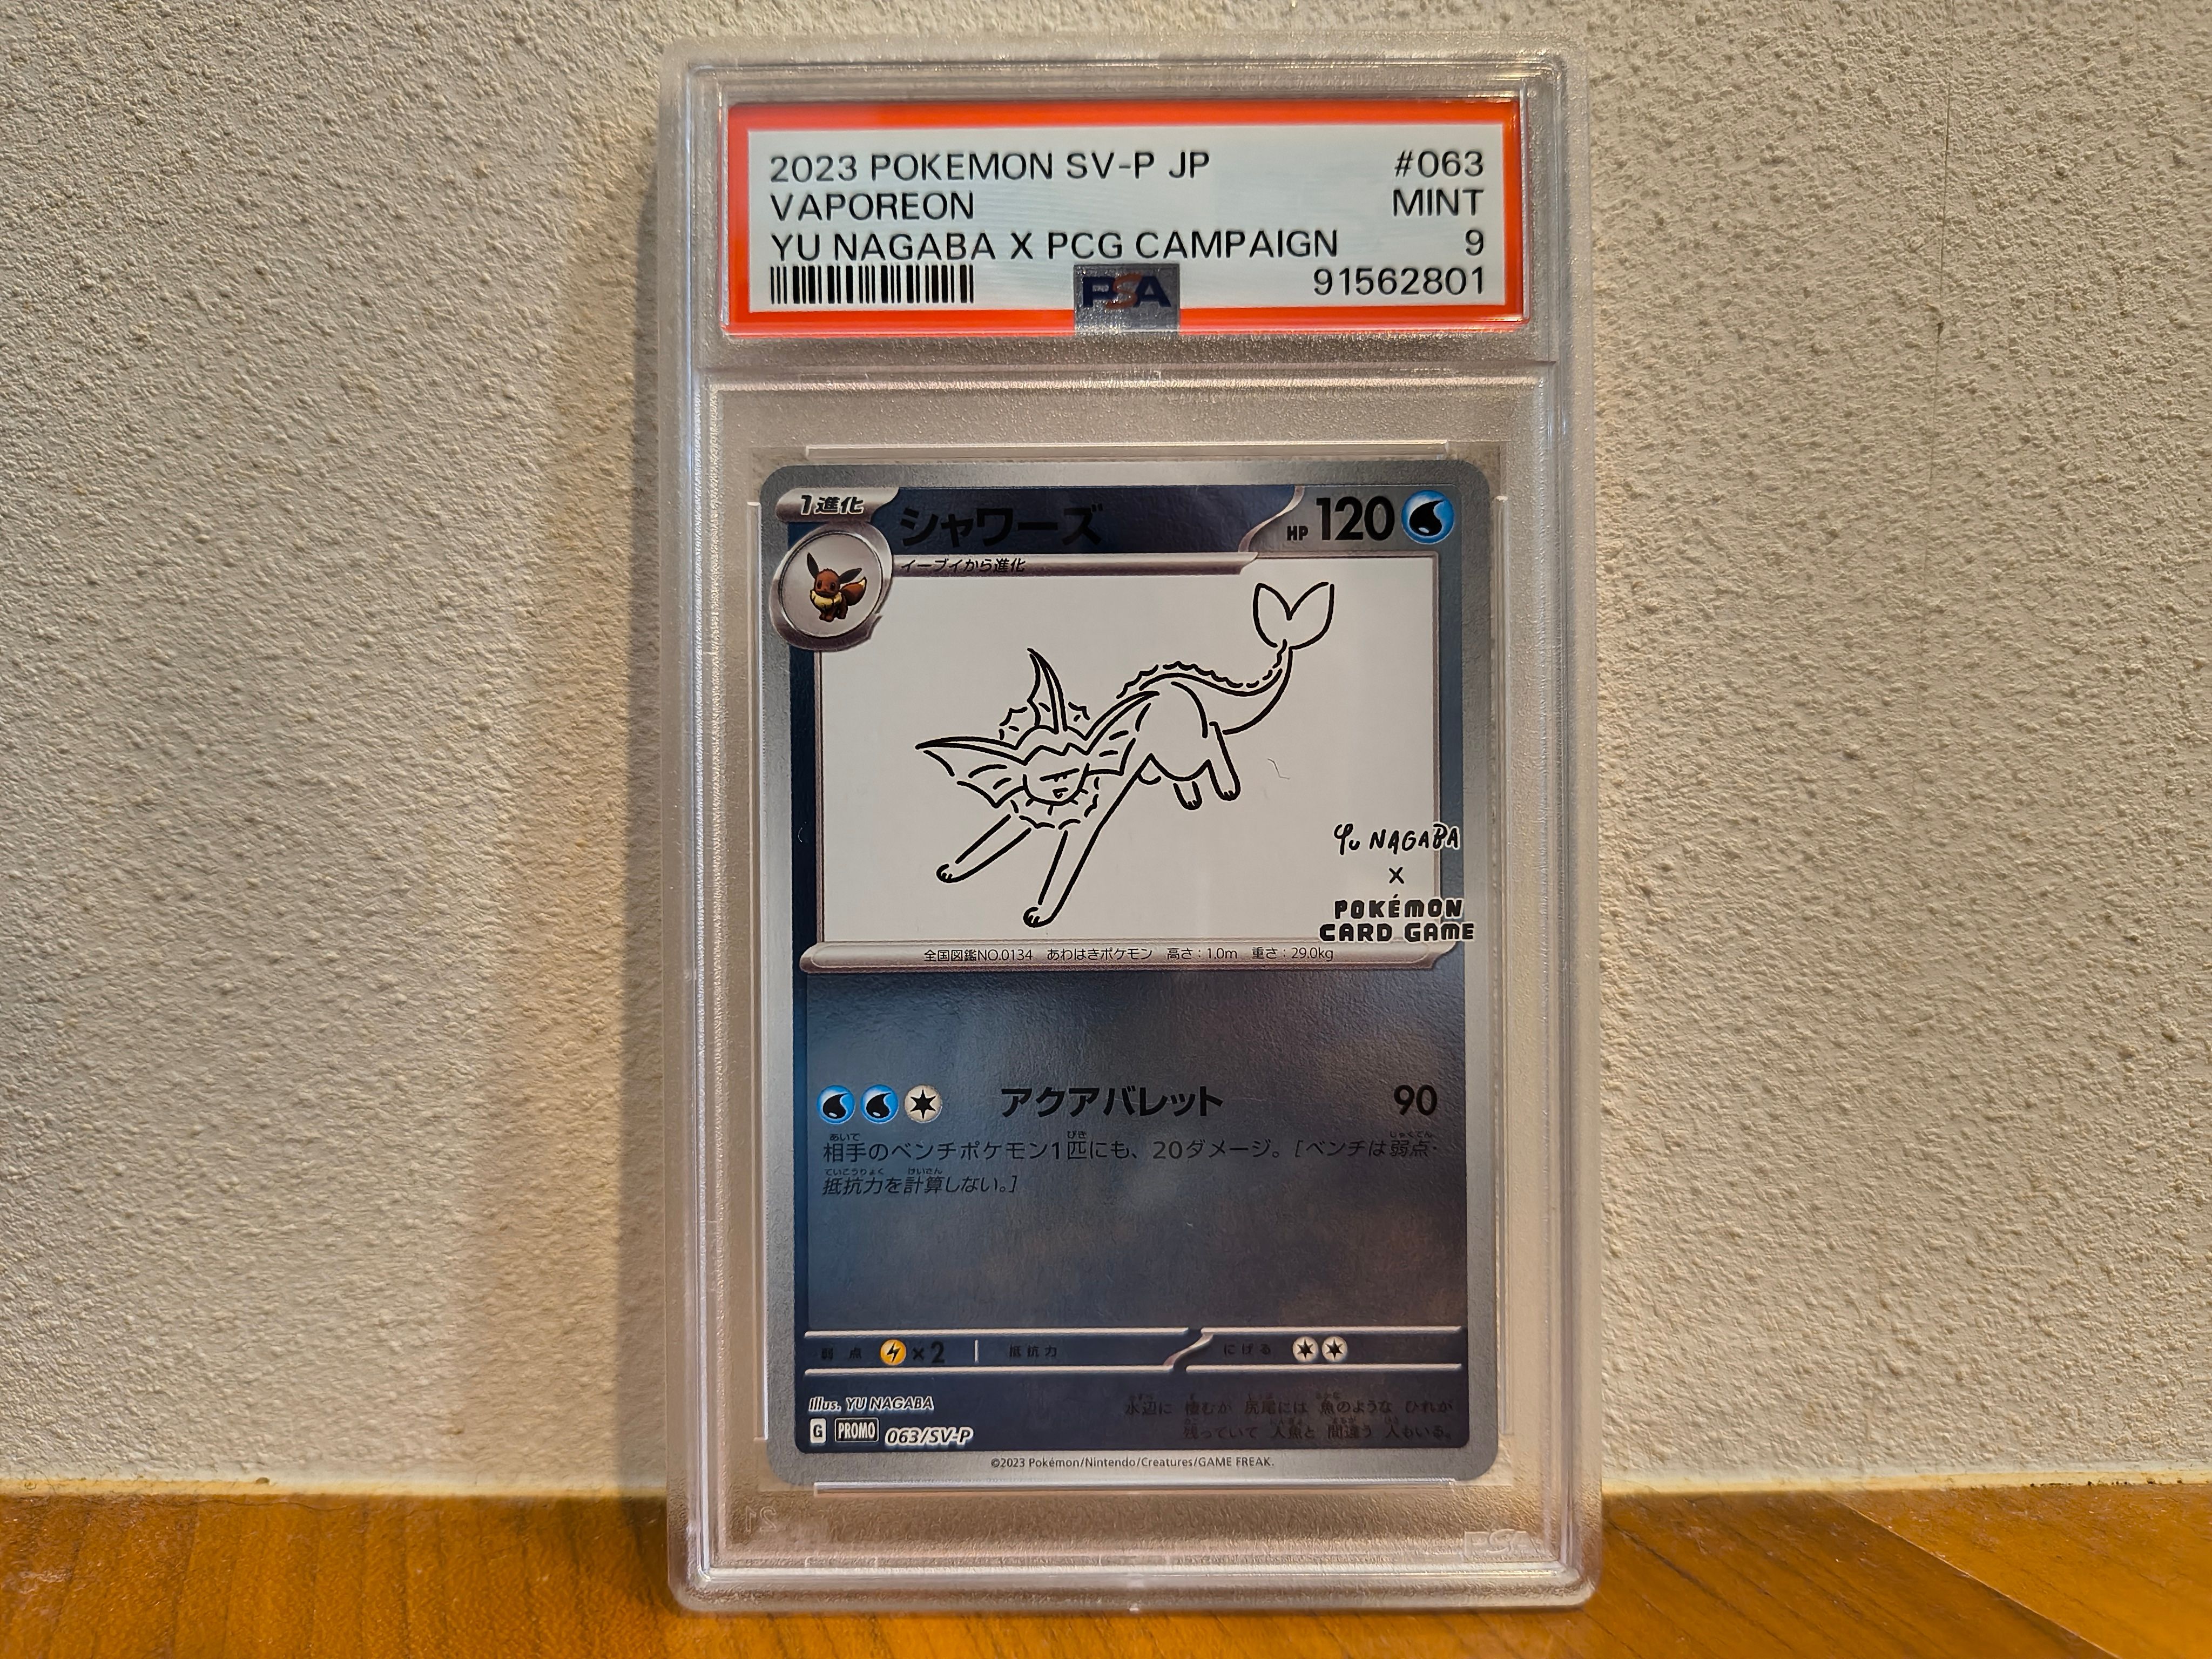 2023 POKEMON SV-P JP #063
VAPOREON MINT
YU NAGABA X PCG CAMPAIGN 9
PSA 91562801
1進化 シャワーズ HP 120
イーブイから進化
YU NAGABA
X
POKÉMON
CARD GAME
全国図鑑NO.0134 あわはきポケモン 高さ：1.0m 重さ：29.0kg
アクアバレット 90
相手のベンチポケモン1匹にも、20ダメージ。[ベンチは弱点・
抵抗力を計算しない。]
弱点 ×2 抵抗力 にげる
Illus. YU NAGABA
水辺に 棲むが 尻尾には 魚のような ひれが
残っていて 人魚と 間違う 人もいる。
G PROMO 063/SV-P
©2023 Pokémon/Nintendo/Creatures/GAME FREAK.
PSA